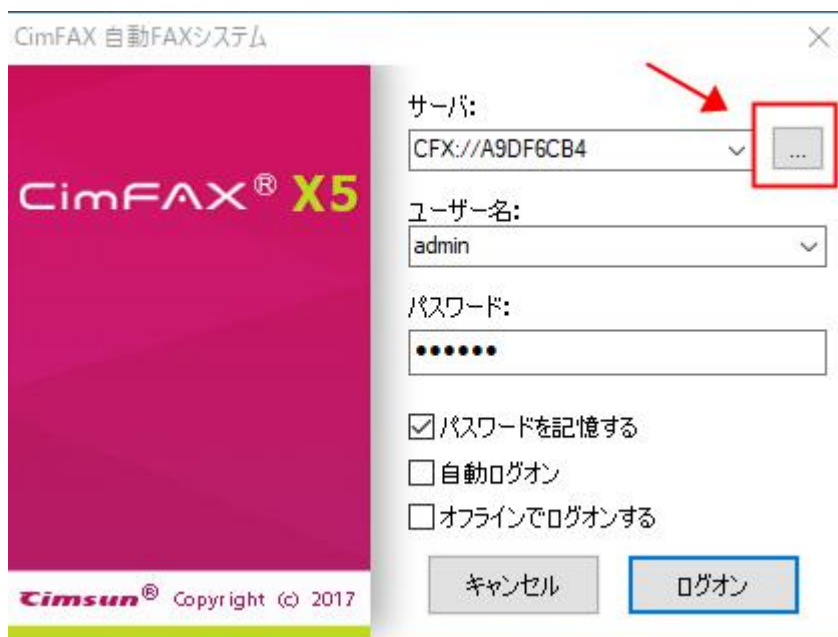 CimFAX 自動FAXシステム
CimFAX® X5
Cimsun® Copyright (c) 2017
サーバ:
CFX://A9DF6CB4
...
ユーザー名:
admin
パスワード:
●●●●●●
パスワードを記憶する
自動ログオン
オフラインでログオンする
キャンセル
ログオン